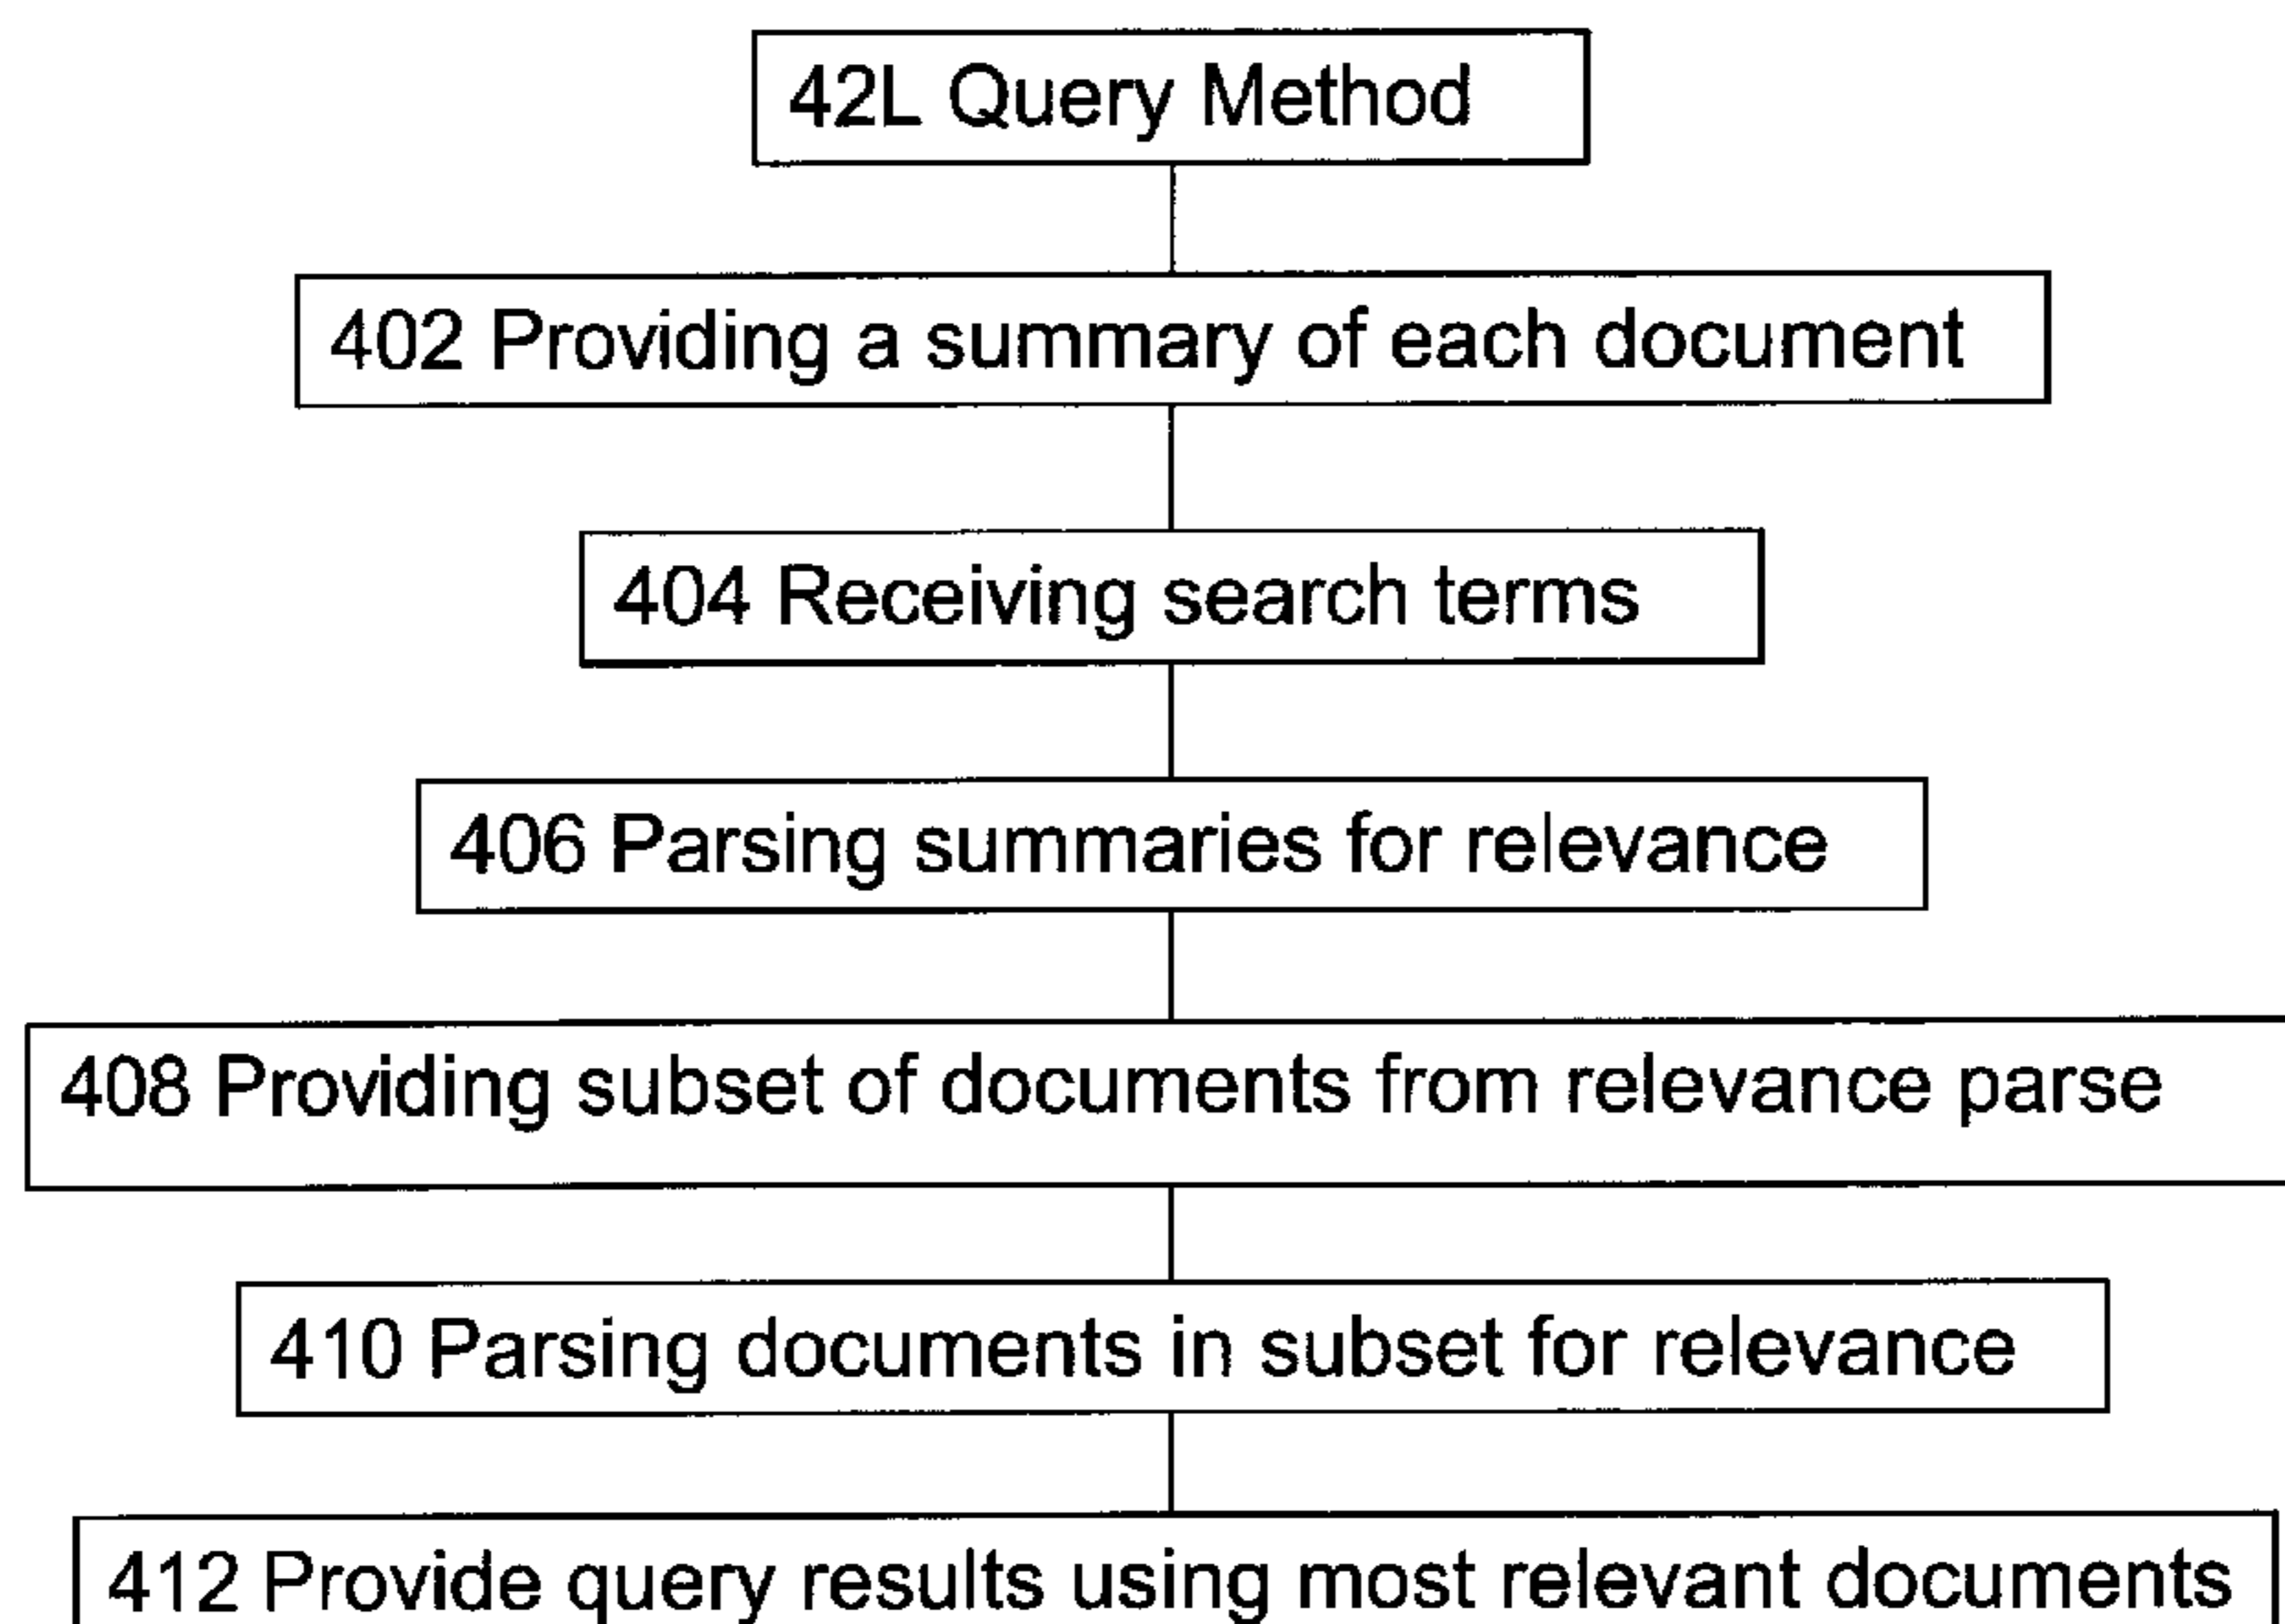 42L Query Method
402 Providing a summary of each document
404 Receiving search terms
406 Parsing summaries for relevance
408 Providing subset of documents from relevance parse
410 Parsing documents in subset for relevance
412 Provide query results using most relevant documents